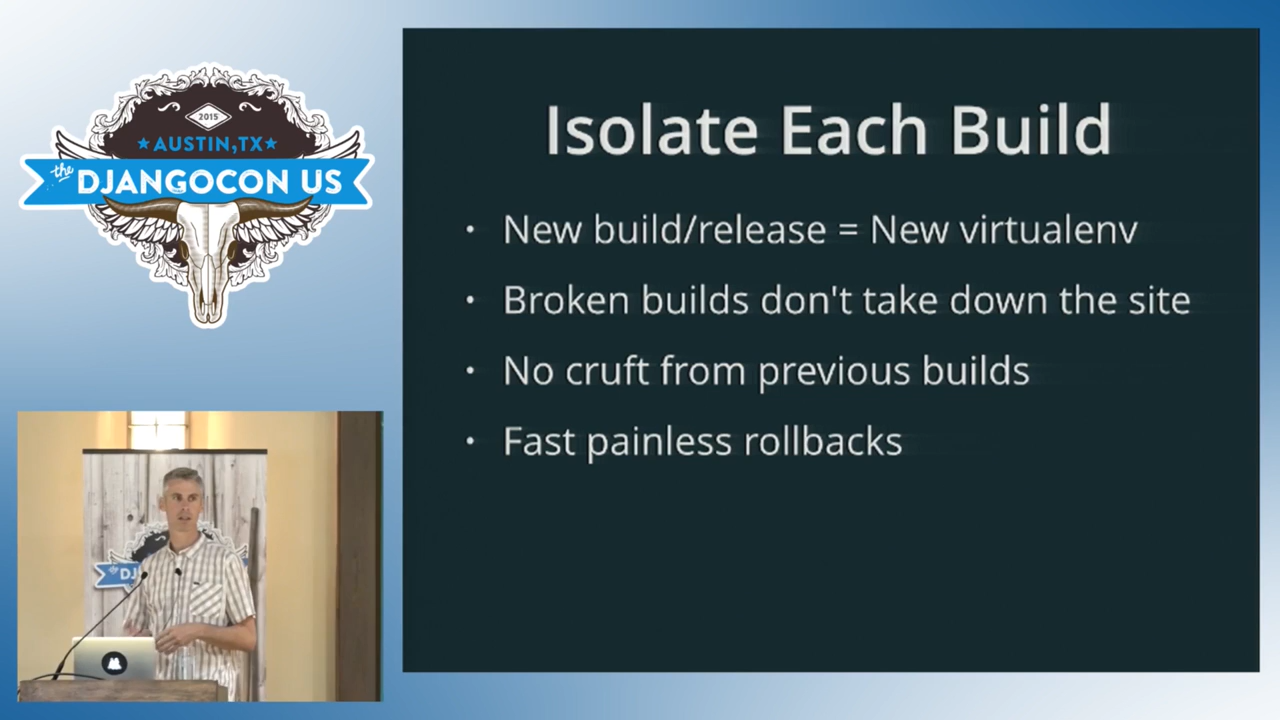 2015
AUSTIN,TX
the
DJANGOCON US
Isolate Each Build
• New build/release = New virtualenv
• Broken builds don't take down the site
• No cruft from previous builds
• Fast painless rollbacks
DJ